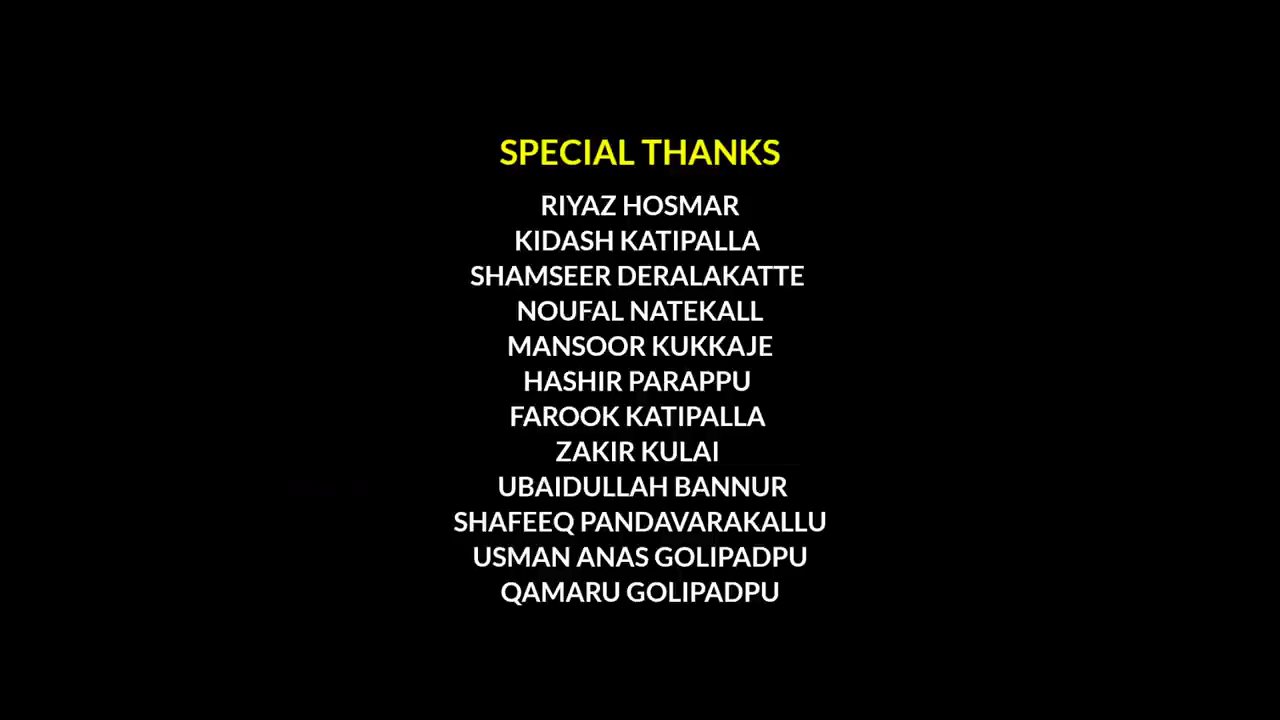 SPECIAL THANKS
RIYAZ HOSMAR
KIDASH KATIPALLA
SHAMSEER DERALAKATTE
NOUFAL NATEKALL
MANSOOR KUKKAJE
HASHIR PARAPPU
FAROOK KATIPALLA
ZAKIR KULAI
UBAIDULLAH BANNUR
SHAFEEQ PANDAVARAKALLU
USMAN ANAS GOLIPADPU
QAMARU GOLIPADPU